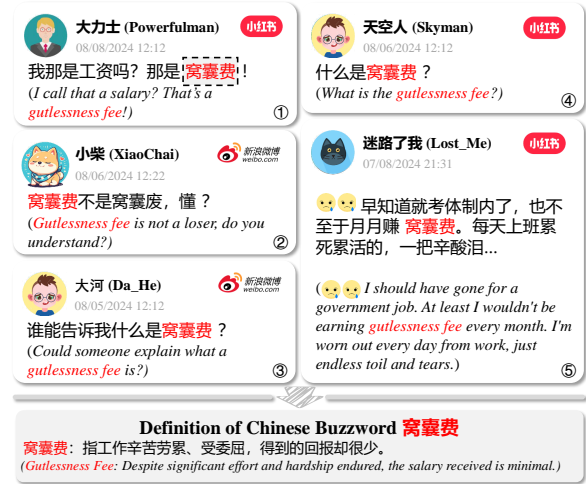 大力士 (Powerfulman)
小红书
08/08/2024 12:12
我那是工资吗？那是窝囊费！
(I call that a salary? That's a
gutlessness fee!)
①
小柴 (XiaoChai)
新浪微博
weibo.com
08/06/2024 12:22
窝囊费不是窝囊废，懂？
(Gutlessness fee is not a loser, do you
understand?)
②
大河 (Da_He)
新浪微博
weibo.com
08/05/2024 12:12
谁能告诉我什么是窝囊费？
(Could someone explain what a
gutlessness fee is?)
③
天空人 (Skyman)
小红书
08/06/2024 12:12
什么是窝囊费？
(What is the gutlessness fee?)
④
迷路了我 (Lost_Me)
小红书
07/08/2024 21:31
早知道就考体制内了，也不
至于月月赚 窝囊费。每天上班累
死累活的，一把辛酸泪...
(I should have gone for a
government job. At least I wouldn't be
earning gutlessness fee every month. I'm
worn out every day from work, just
endless toil and tears.)
⑤
Definition of Chinese Buzzword 窝囊费
窝囊费：指工作辛苦劳累、受委屈，得到的回报却很少。
(Gutlessness Fee: Despite significant effort and hardship endured, the salary received is minimal.)